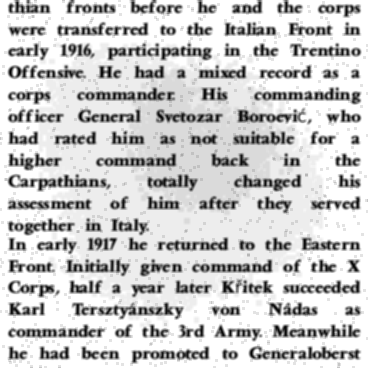 thian fronts before he and the corps
were transferred to the Italian Front in
early 1916, participating in the Trentino
Offensive. He had a mixed record as a
corps commander. His commanding
officer General Svetozar Boroević, who
had rated him as not suitable for a
higher command back in the
Carpathians, totally changed his
assessment of him after they served
together in Italy.
In early 1917 he returned to the Eastern
Front. Initially given command of the X
Corps, half a year later Křitek succeeded
Karl Tersztyánszky von Nádas as
commander of the 3rd Army. Meanwhile
he had been promoted to Generaloberst